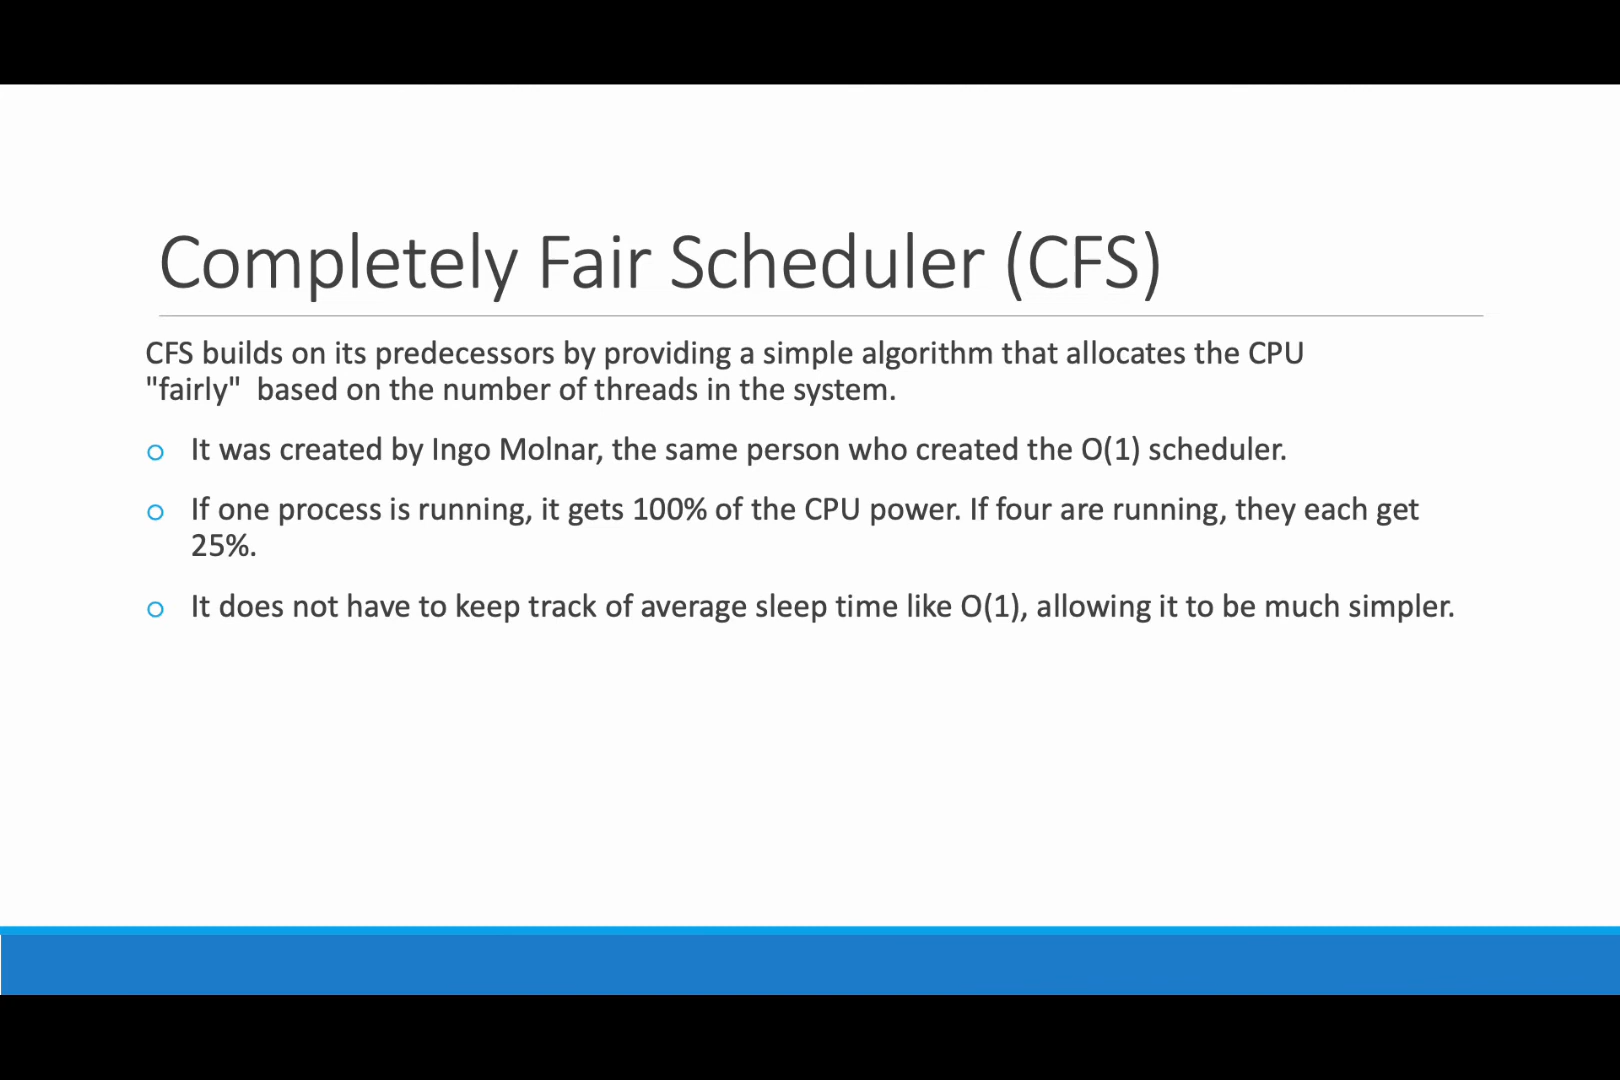 Completely Fair Scheduler (CFS)
CFS builds on its predecessors by providing a simple algorithm that allocates the CPU
"fairly"  based on the number of threads in the system.
o It was created by Ingo Molnar, the same person who created the O(1) scheduler.
o If one process is running, it gets 100% of the CPU power. If four are running, they each get
25%.
o It does not have to keep track of average sleep time like O(1), allowing it to be much simpler.